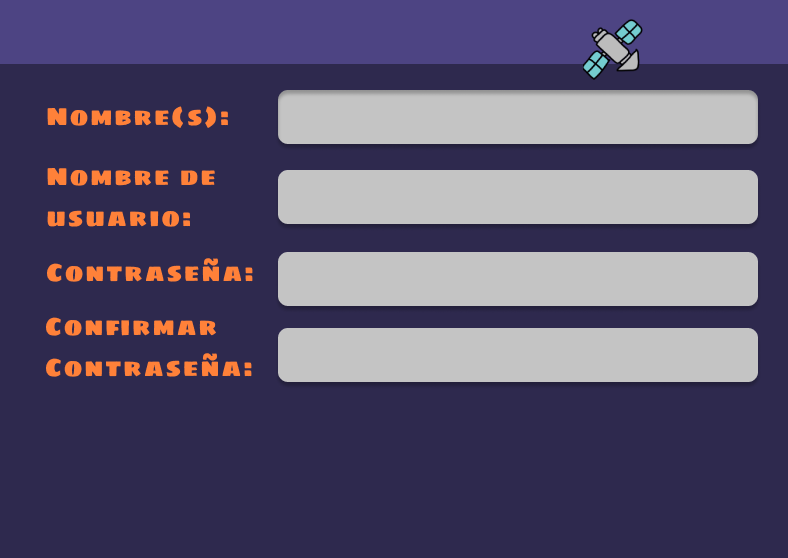 Nombre(s):
Nombre de
usuario:
Contraseña:
Confirmar
Contraseña: